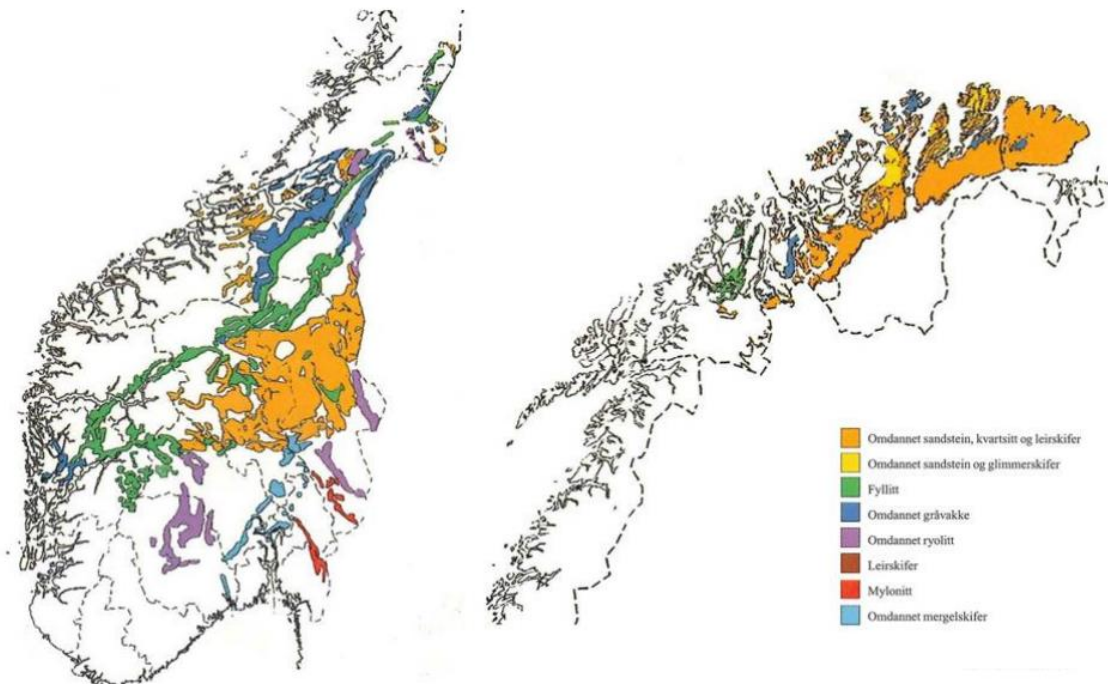 Omdannet sandstein, kvartsitt og leirskifer
Omdannet sandstein og glimmerskifer
Fyllitt
Omdannet gråvakke
Omdannet ryolitt
Leirskifer
Mylonitt
Omdannet mergelskifer